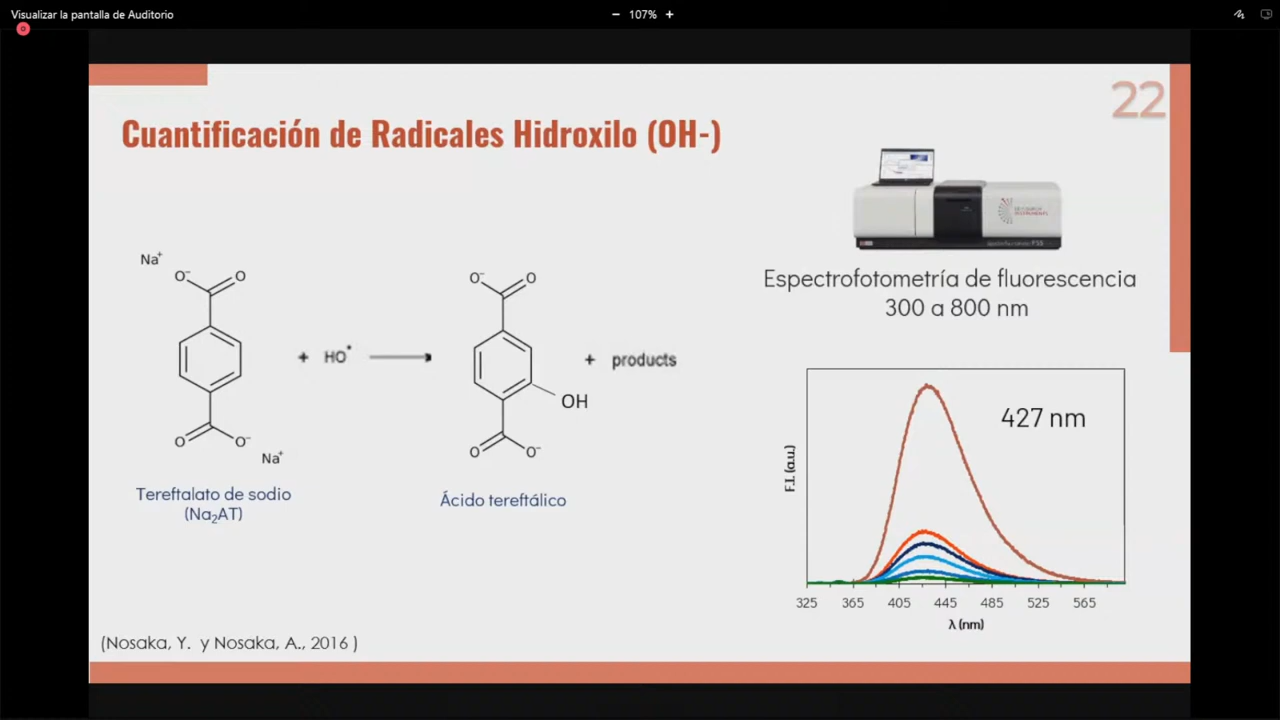 Visualizar la pantalla de Auditorio
− 107% +
22
Cuantificación de Radicales Hidroxilo (OH-)
Espectrofotometría de fluorescencia
300 a 800 nm
Na⁺
O⁻ O
O O⁻
Na⁺
+ HO•
O⁻ O
OH
O O⁻
+ products
Tereftalato de sodio
(Na₂AT)
Ácido tereftálico
427 nm
F.I. (a.u.)
325 365 405 445 485 525 565
λ (nm)
(Nosaka, Y. y Nosaka, A., 2016 )